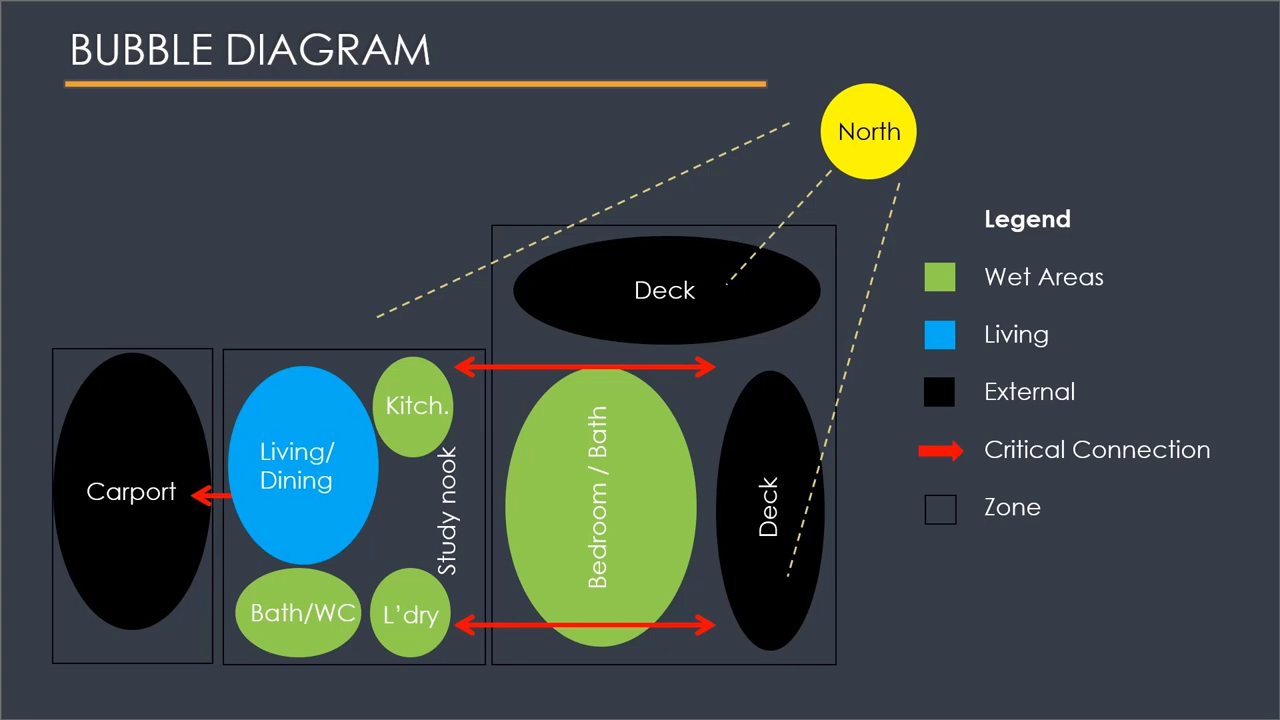 BUBBLE DIAGRAM
North
Legend
Wet Areas
Living
External
Critical Connection
Zone
Deck
Carport
Living/
Dining
Kitch.
Study nook
Bath/WC
L’dry
Bedroom / Bath
Deck